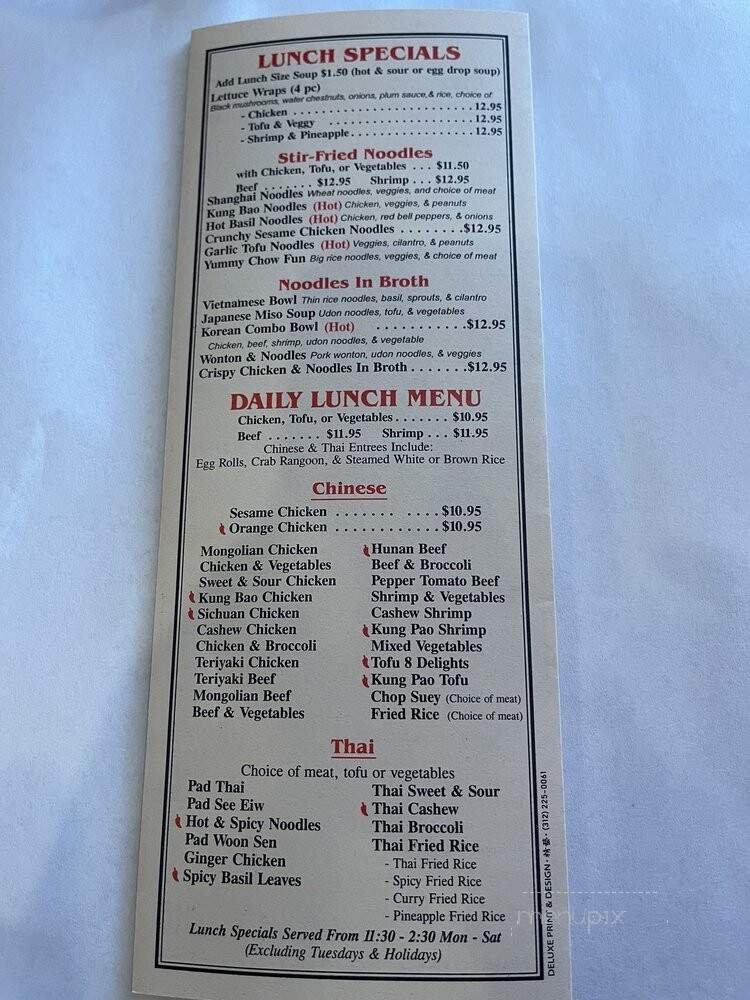 LUNCH SPECIALS
Add Lunch Size Soup $1.50 (hot & sour or egg drop soup)
Lettuce Wraps (4 pc)
Black mushrooms, water chestnuts, onions, plum sauce,& rice, choice of
- Chicken . . . . . . . . . . . . . . . . . . . . . . . . . . 12.95
- Tofu & Veggy . . . . . . . . . . . . . . . . . . . . . 12.95
- Shrimp & Pineapple. . . . . . . . . . . . . . . . . . 12.95
Stir-Fried Noodles
with Chicken, Tofu, or Vegetables . . . $11.50
Beef . . . . . . . $12.95 Shrimp . . . $12.95
Shanghai Noodles Wheat noodles, veggies, and choice of meat
Kung Bao Noodles (Hot) Chicken, veggies, & peanuts
Hot Basil Noodles (Hot) Chicken, red bell peppers, & onions
Crunchy Sesame Chicken Noodles . . . . . . . . .$12.95
Garlic Tofu Noodles (Hot) Veggies, cilantro, & peanuts
Yummy Chow Fun Big rice noodles, veggies, & choice of meat
Noodles In Broth
Vietnamese Bowl Thin rice noodles, basil, sprouts, & cilantro
Japanese Miso Soup Udon noodles, tofu, & vegetables
Korean Combo Bowl (Hot) . . . . . . . . . . .$12.95
Chicken, beef, shrimp, udon noodles, & vegetable
Wonton & Noodles Pork wonton, udon noodles, & veggies
Crispy Chicken & Noodles In Broth . . . . . . .$12.95
DAILY LUNCH MENU
Chicken, Tofu, or Vegetables . . . . . . . $10.95
Beef . . . . . . . $11.95 Shrimp . . . $11.95
Chinese & Thai Entrees Include:
Egg Rolls, Crab Rangoon, & Steamed White or Brown Rice
Chinese
Sesame Chicken . . . . . . . . . . . $10.95
Orange Chicken . . . . . . . . . . . . $10.95
Mongolian Chicken
Chicken & Vegetables
Sweet & Sour Chicken
Kung Bao Chicken
Sichuan Chicken
Cashew Chicken
Chicken & Broccoli
Teriyaki Chicken
Teriyaki Beef
Mongolian Beef
Beef & Vegetables
Hunan Beef
Beef & Broccoli
Pepper Tomato Beef
Shrimp & Vegetables
Cashew Shrimp
Kung Pao Shrimp
Mixed Vegetables
Tofu 8 Delights
Kung Pao Tofu
Chop Suey (Choice of meat)
Fried Rice (Choice of meat)
Thai
Choice of meat, tofu or vegetables
Pad Thai
Pad See Eiw
Hot & Spicy Noodles
Pad Woon Sen
Ginger Chicken
Spicy Basil Leaves
Thai Sweet & Sour
Thai Cashew
Thai Broccoli
Thai Fried Rice
- Thai Fried Rice
- Spicy Fried Rice
- Curry Fried Rice
- Pineapple Fried Rice
Lunch Specials Served From 11:30 - 2:30 Mon - Sat
(Excluding Tuesdays & Holidays)
DELUXE PRINT & DESIGN · 精藝 · (312) 225-0061
menupix